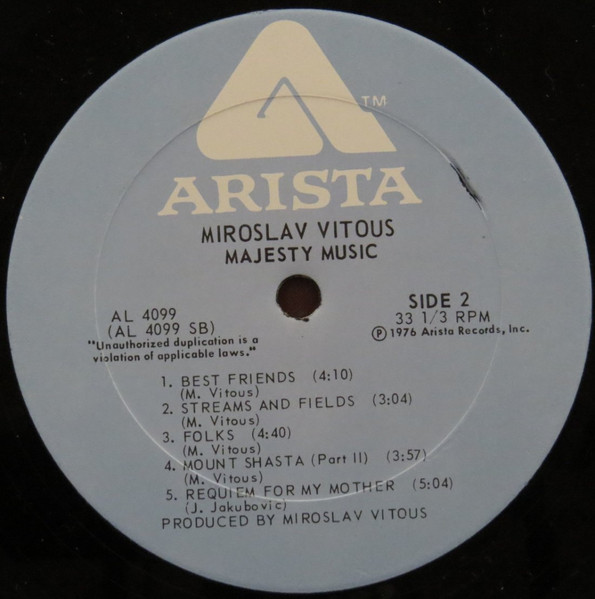 TM
ARISTA
MIROSLAV VITOUS
MAJESTY MUSIC
AL 4099
(AL 4099 SB)
"Unauthorized duplication is a
violation of applicable laws."
SIDE 2
33 1/3 RPM
Ⓟ1976 Arista Records, Inc.
1. BEST FRIENDS (4:10)
(M. Vitous)
2. STREAMS AND FIELDS (3:04)
(M. Vitous)
3. FOLKS (4:40)
(M. Vitous)
4. MOUNT SHASTA (Part II) (3:57)
(M. Vitous)
5. REQUIEM FOR MY MOTHER (5:04)
(J. Jakubovic)
PRODUCED BY MIROSLAV VITOUS